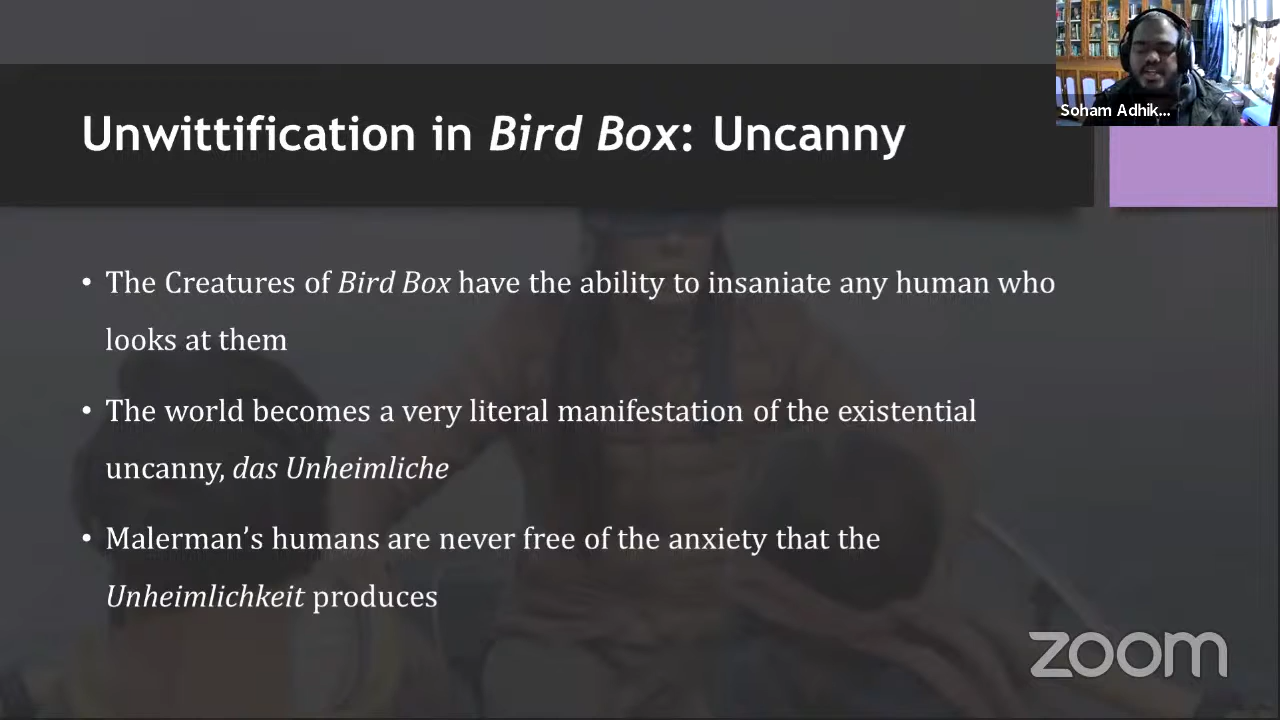 Soham Adhik...
Unwittification in Bird Box: Uncanny
• The Creatures of Bird Box have the ability to insaniate any human who
looks at them
• The world becomes a very literal manifestation of the existential
uncanny, das Unheimliche
• Malerman’s humans are never free of the anxiety that the
Unheimlichkeit produces
zoom